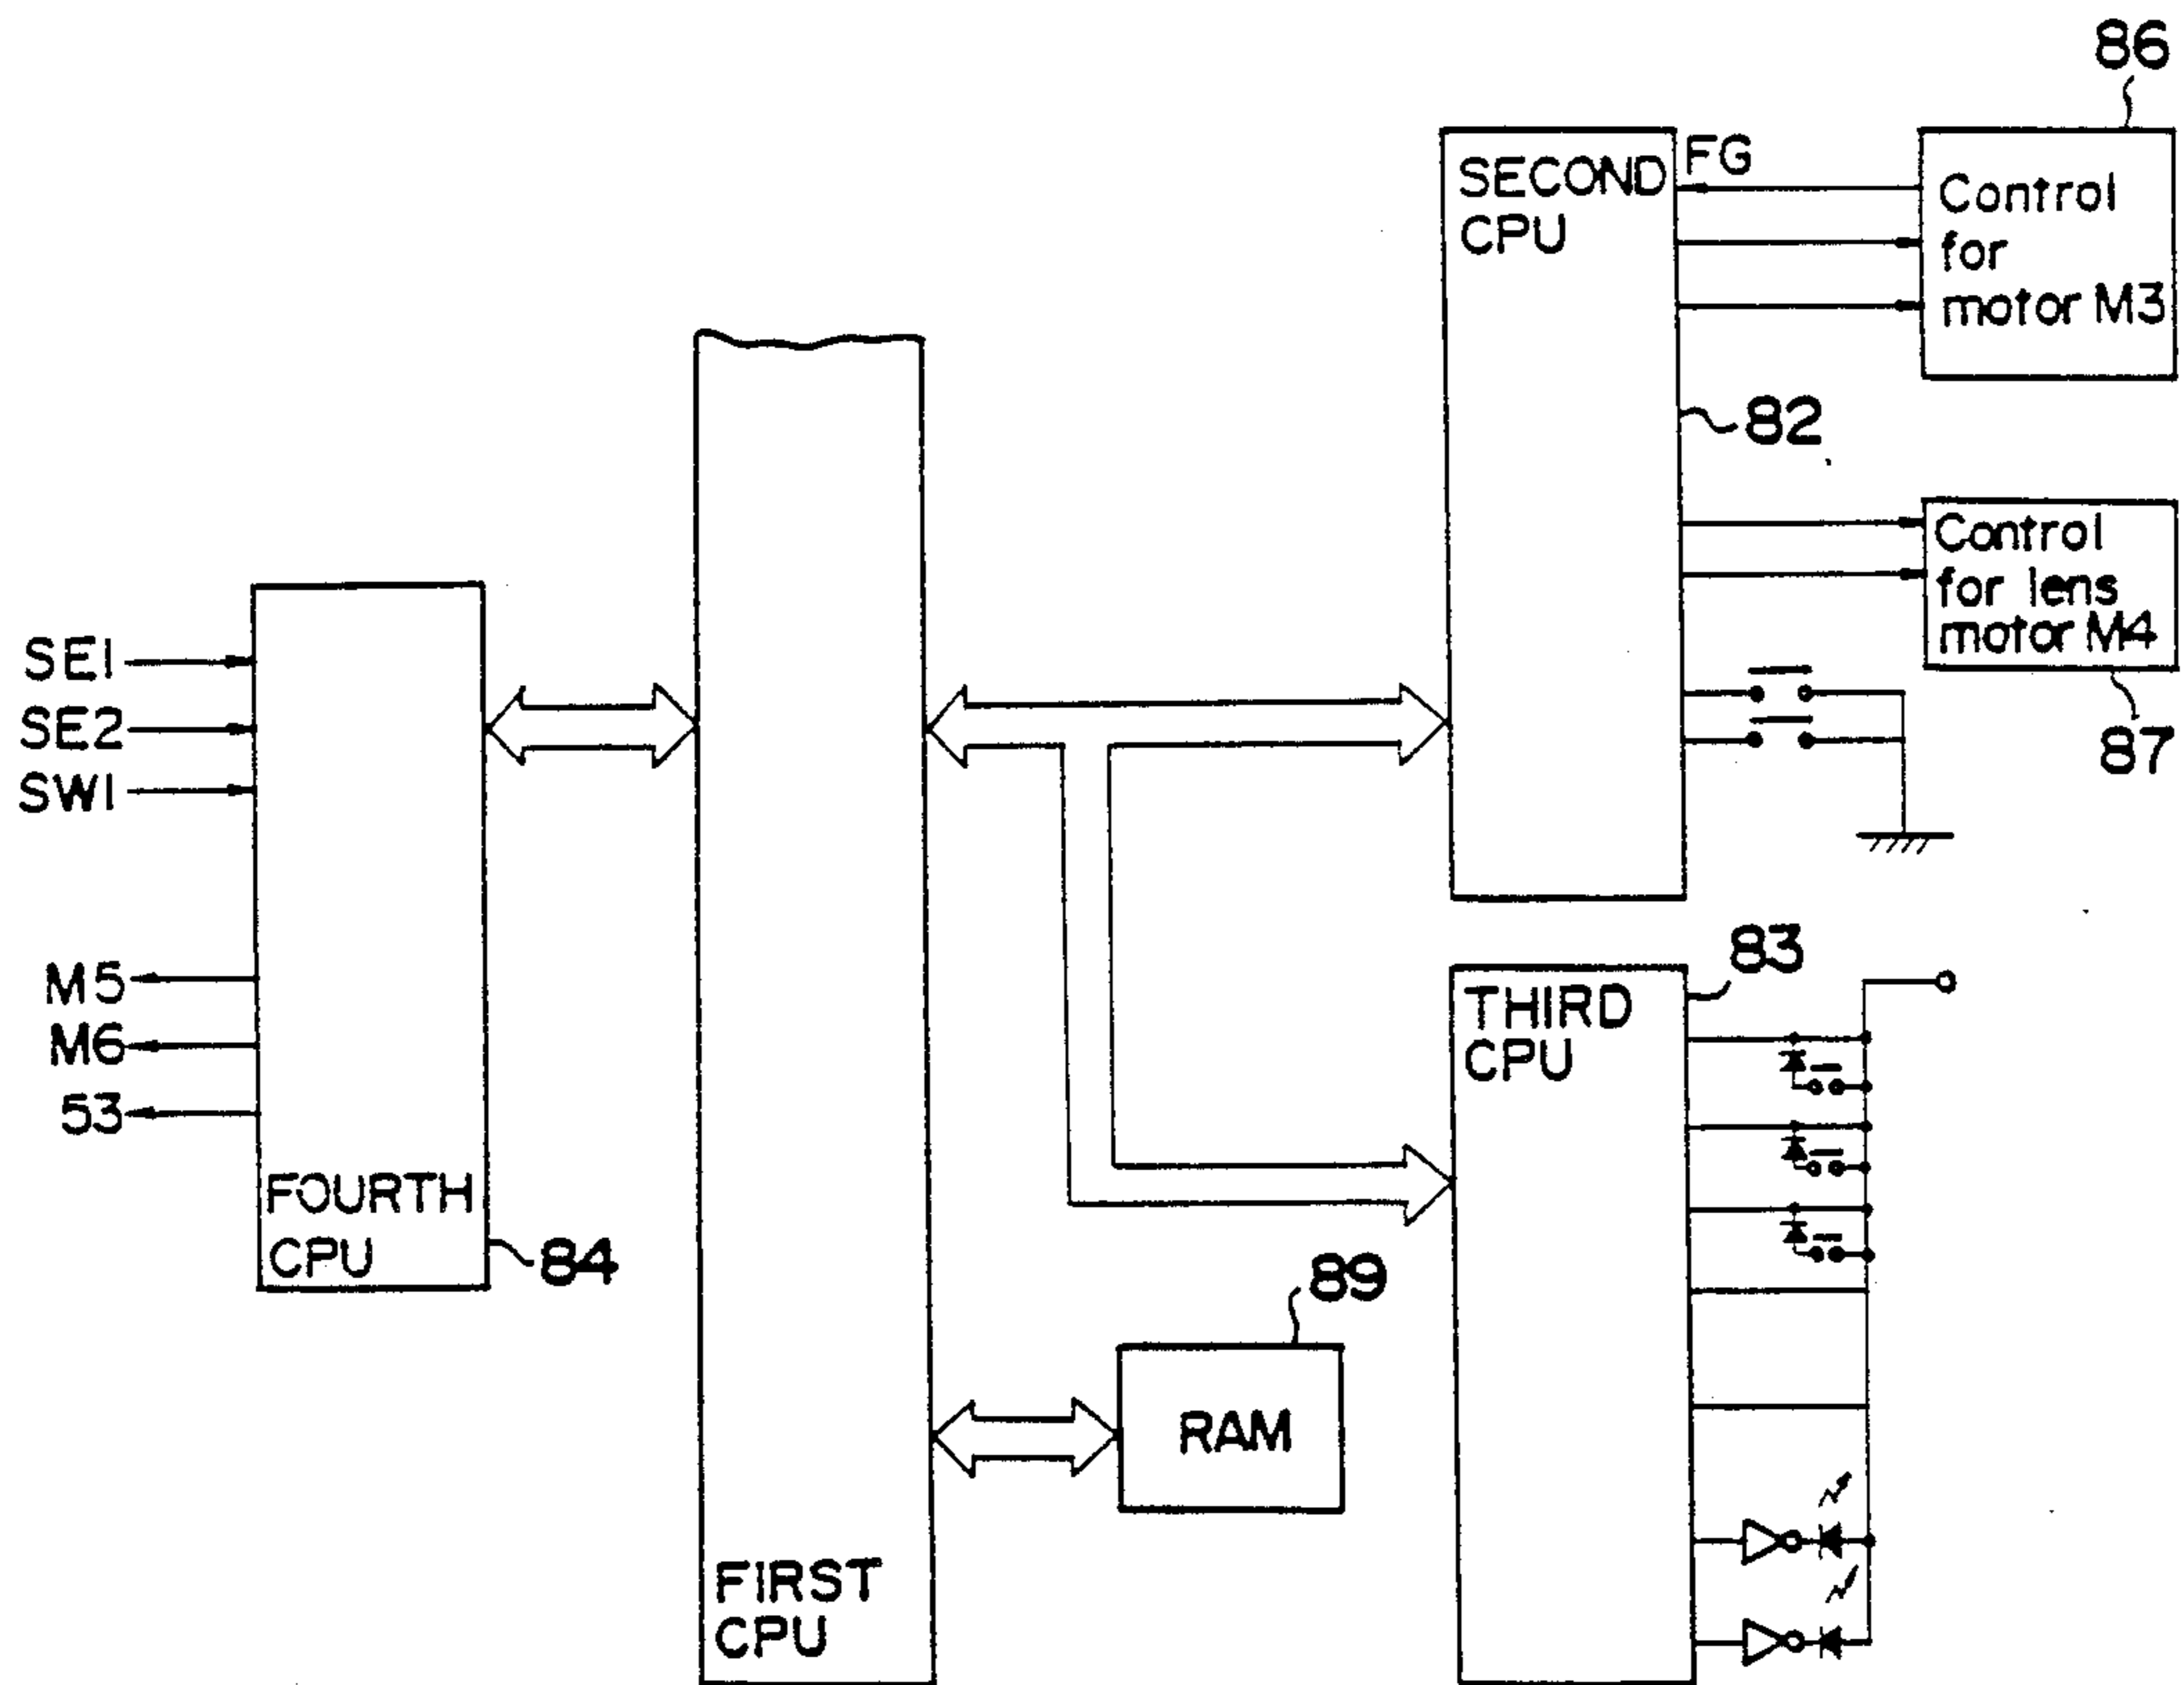 86
SECOND
CPU
FG
Control
for
motor M3
82
Control
for lens
motor M4
87
SE1
SE2
SW1
M5
M6
53
FOURTH
CPU
84
83
THIRD
CPU
89
RAM
FIRST
CPU